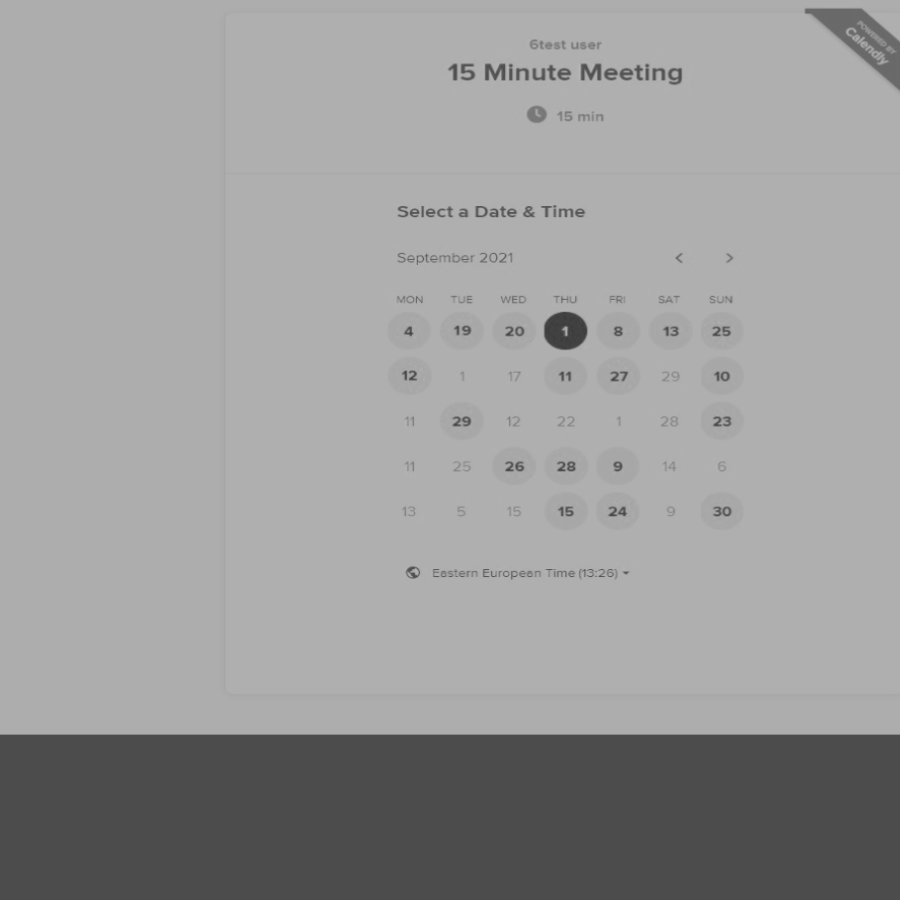 6test user
15 Minute Meeting
15 min
POWERED BY
Calendly
Select a Date & Time
September 2021
MON TUE WED THU FRI SAT SUN
4 19 20 1 8 13 25
12 1 17 11 27 29 10
11 29 12 22 1 28 23
11 25 26 28 9 14 6
13 5 15 15 24 9 30
Eastern European Time (13:26)